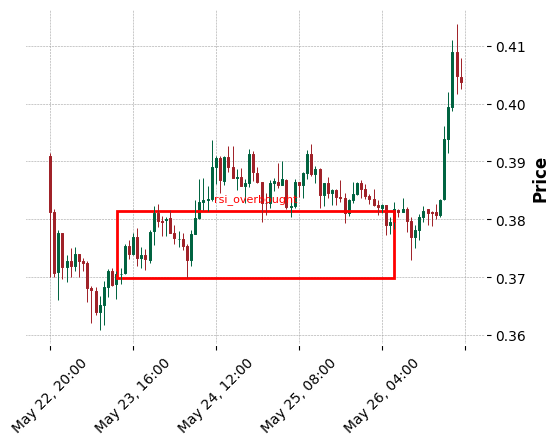 0.41
0.40
0.39
0.38
0.37
0.36
Price
rsi_overbought
May 22, 20:00
May 23, 16:00
May 24, 12:00
May 25, 08:00
May 26, 04:00